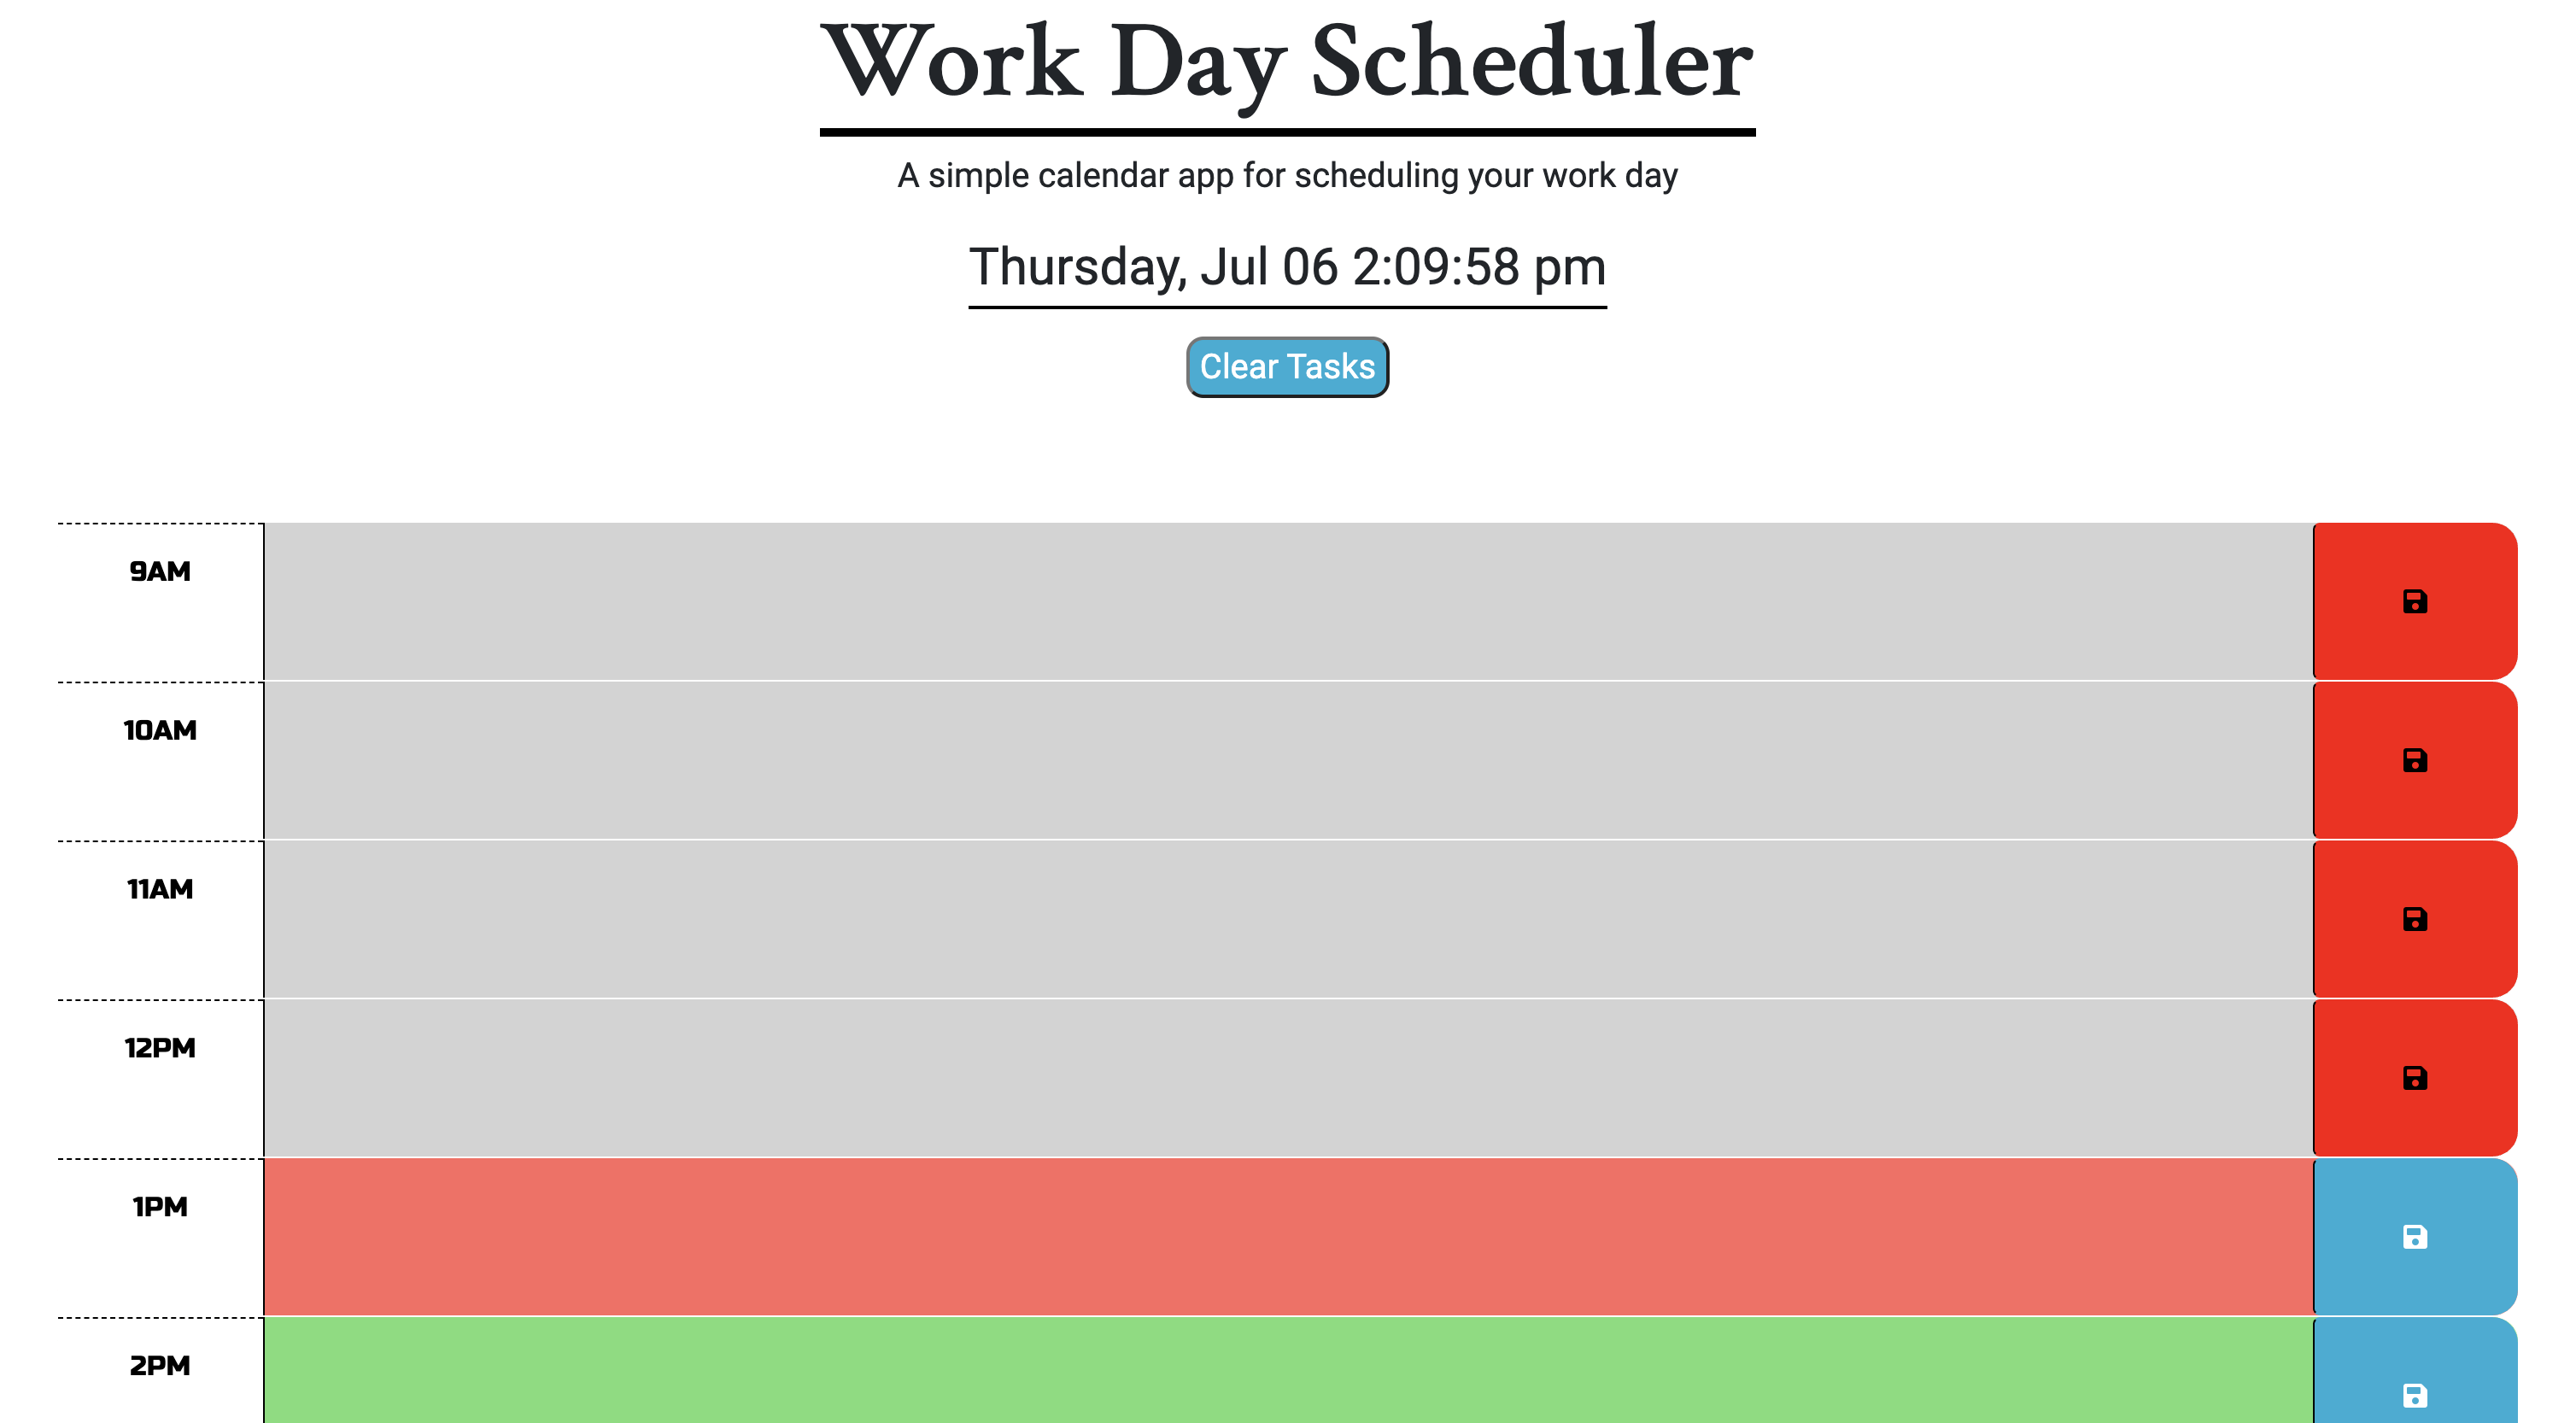 Work Day Scheduler
A simple calendar app for scheduling your work day
Thursday, Jul 06 2:09:58 pm
Clear Tasks
9AM
10AM
11AM
12PM
1PM
2PM